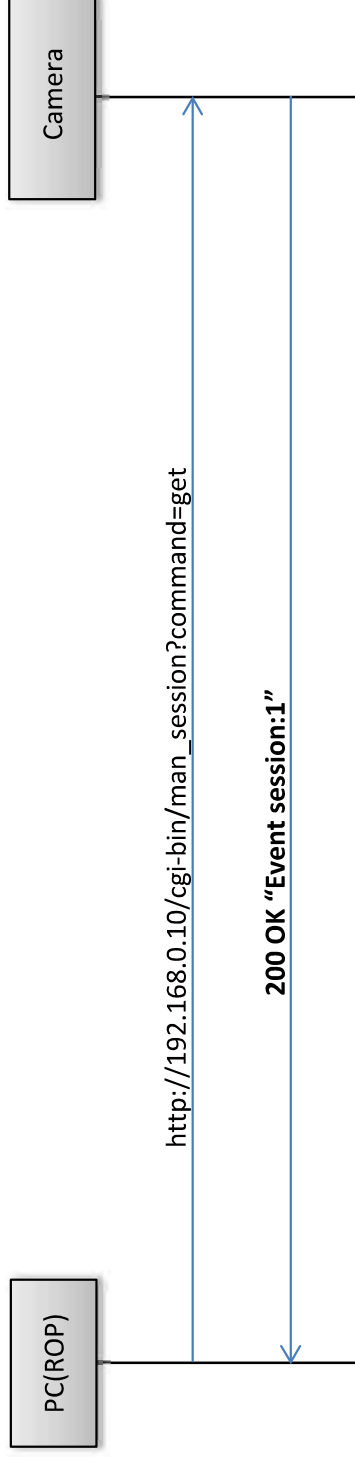 PC(ROP)
Camera
http://192.168.0.10/cgi-bin/man_session?command=get
200 OK “Event session:1”